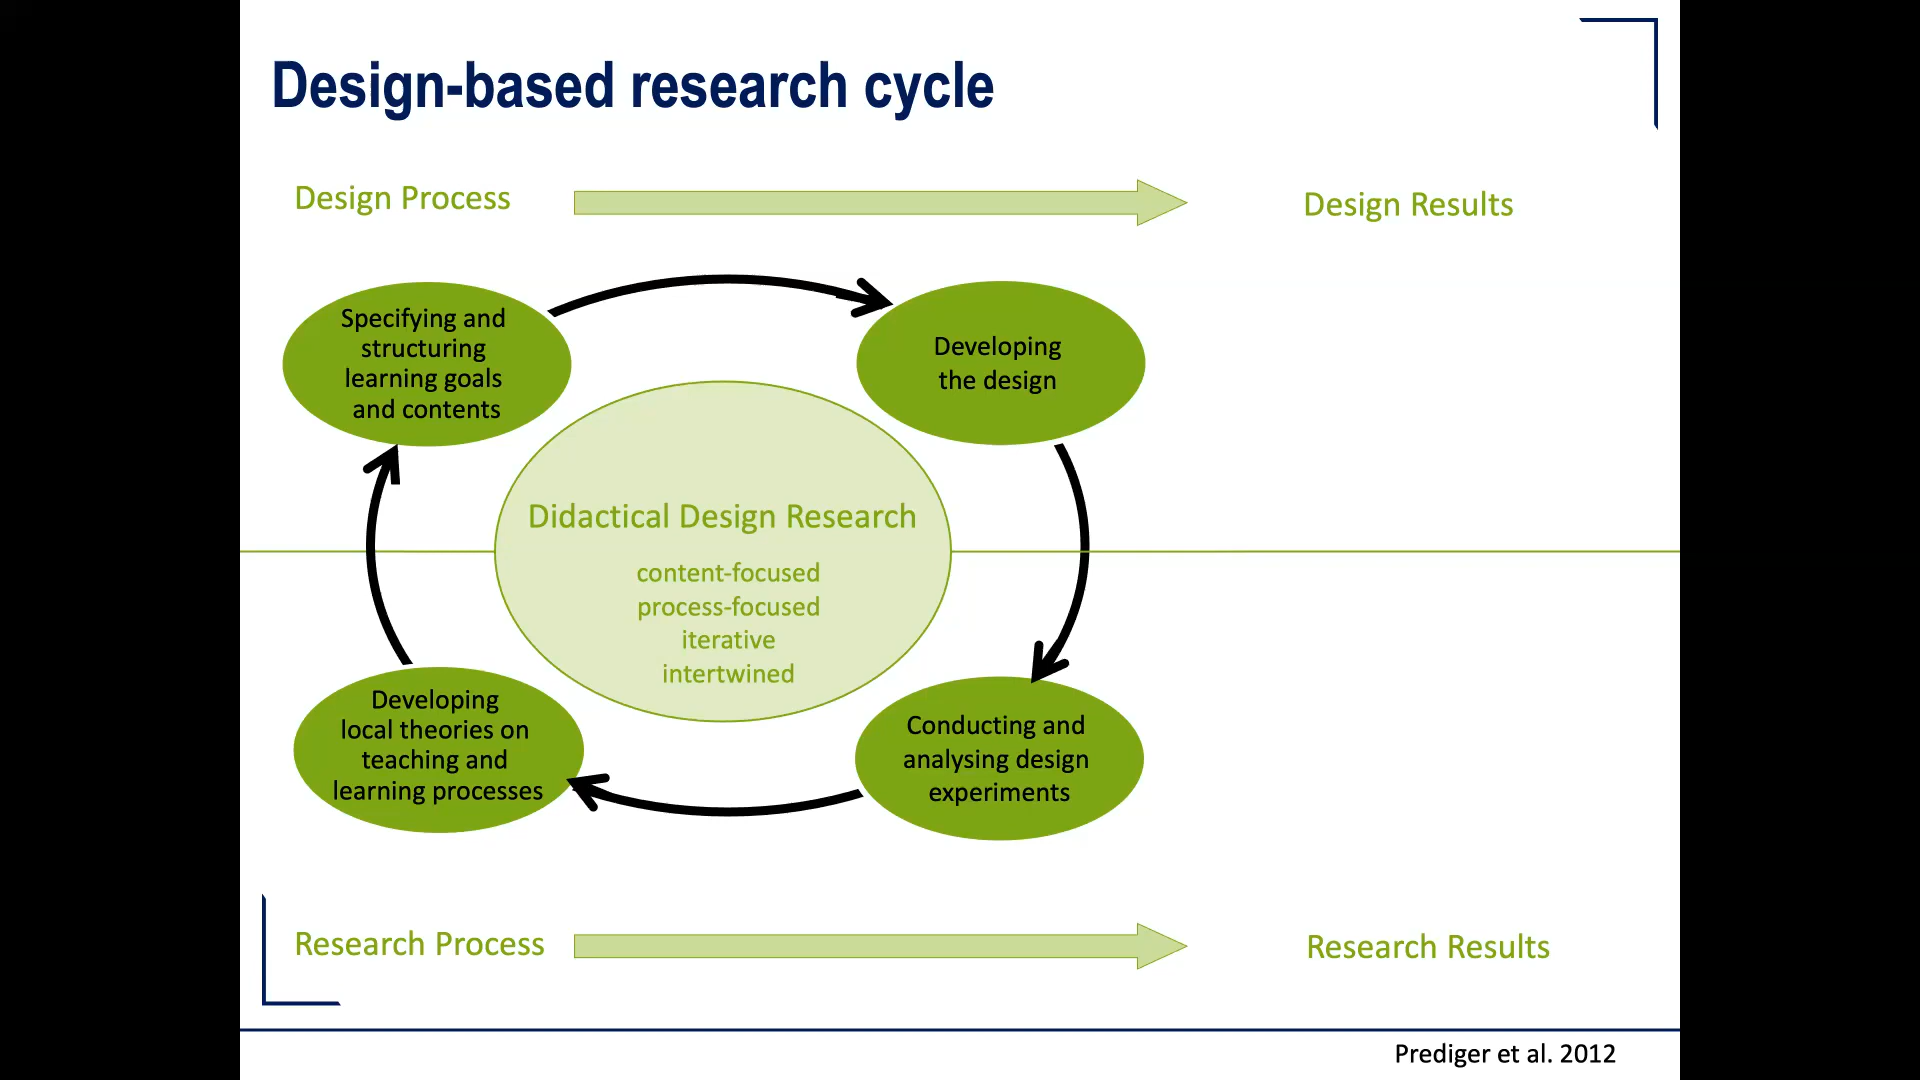 Design-based research cycle
Design Process
Design Results
Specifying and
structuring
learning goals
and contents
Developing
the design
Didactical Design Research
content-focused
process-focused
iterative
intertwined
Developing
local theories on
teaching and
learning processes
Conducting and
analysing design
experiments
Research Process
Research Results
Prediger et al. 2012